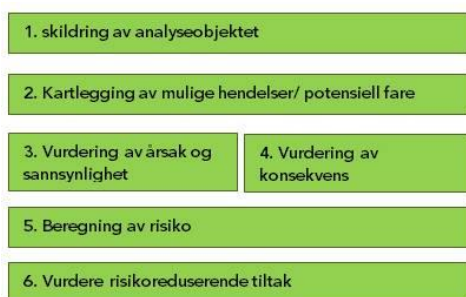 1. skildring av analyseobjektet
2. Kartlegging av mulige hendelser/ potensiell fare
3. Vurdering av årsak og
sannsynlighet
4. Vurdering av
konsekvens
5. Beregning av risiko
6. Vurdere risikoreduserende tiltak